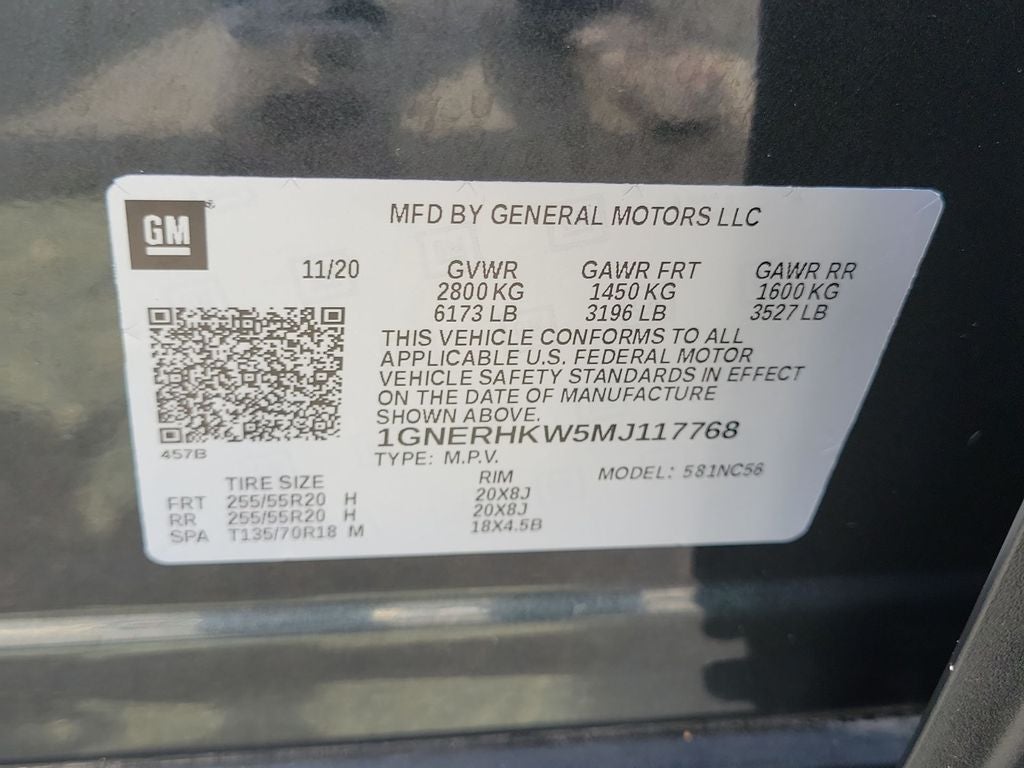 GM
MFD BY GENERAL MOTORS LLC
11/20 GVWR GAWR FRT GAWR RR
2800 KG 1450 KG 1600 KG
6173 LB 3196 LB 3527 LB
THIS VEHICLE CONFORMS TO ALL
APPLICABLE U.S. FEDERAL MOTOR
VEHICLE SAFETY STANDARDS IN EFFECT
ON THE DATE OF MANUFACTURE
SHOWN ABOVE.
1GNERHKW5MJ117768
457B
TYPE: M.P.V. MODEL: 581NC56
TIRE SIZE RIM
FRT 255/55R20 H 20X8J
RR 255/55R20 H 20X8J
SPA T135/70R18 M 18X4.5B